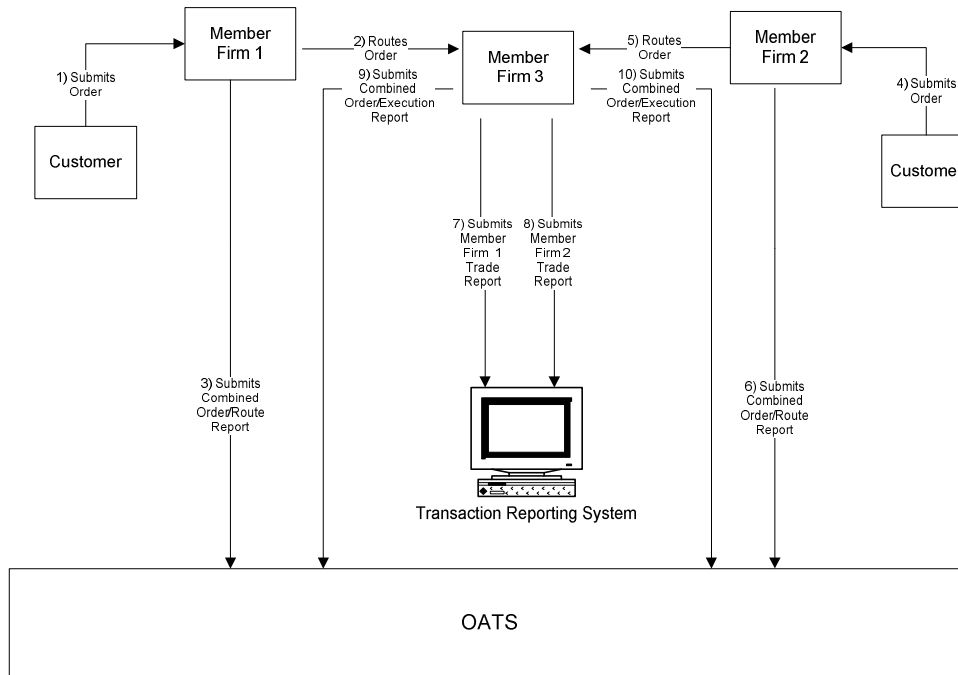 Member
Firm 1
2) Routes
Order
Member
Firm 3
5) Routes
Order
Member
Firm 2
1) Submits
Order
9) Submits
Combined
Order/Execution
Report
10) Submits
Combined
Order/Execution
Report
4) Submits
Order
Customer
Custome
7) Submits
Member
Firm 1
Trade
Report
8) Submits
Member
Firm 2
Trade
Report
3) Submits
Combined
Order/Route
Report
6) Submits
Combined
Order/Route
Report
Transaction Reporting System
OATS